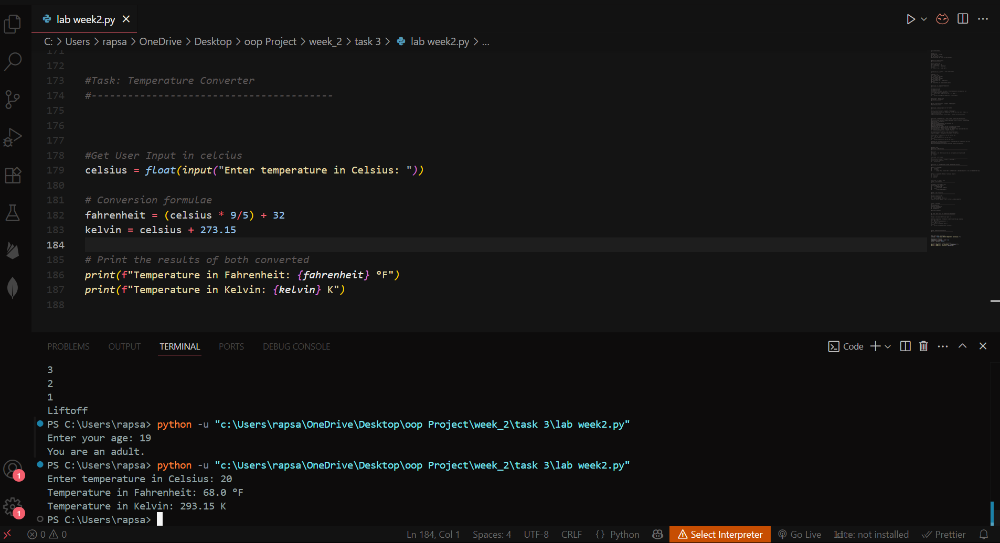 lab week2.py
C: > Users > rapsa > OneDrive > Desktop > oop Project > week_2 > task 3 > lab week2.py > ...
171
172
173 #Task: Temperature Converter
174 #----------------------------------------
175
176
177
178 #Get User Input in celcius
179 celsius = float(input("Enter temperature in Celsius: "))
180
181 # Conversion formulae
182 fahrenheit = (celsius * 9/5) + 32
183 kelvin = celsius + 273.15
184
185 # Print the results of both converted
186 print(f"Temperature in Fahrenheit: {fahrenheit} °F")
187 print(f"Temperature in Kelvin: {kelvin} K")
188
PROBLEMS OUTPUT TERMINAL PORTS DEBUG CONSOLE Code
3
2
1
Liftoff
PS C:\Users\rapsa> python -u "c:\Users\rapsa\OneDrive\Desktop\oop Project\week_2\task 3\lab week2.py"
Enter your age: 19
You are an adult.
PS C:\Users\rapsa> python -u "c:\Users\rapsa\OneDrive\Desktop\oop Project\week_2\task 3\lab week2.py"
Enter temperature in Celsius: 20
Temperature in Fahrenheit: 68.0 °F
Temperature in Kelvin: 293.15 K
PS C:\Users\rapsa>
1
1
0 0 Ln 184, Col 1 Spaces: 4 UTF-8 CRLF {} Python Select Interpreter Go Live kite: not installed Prettier